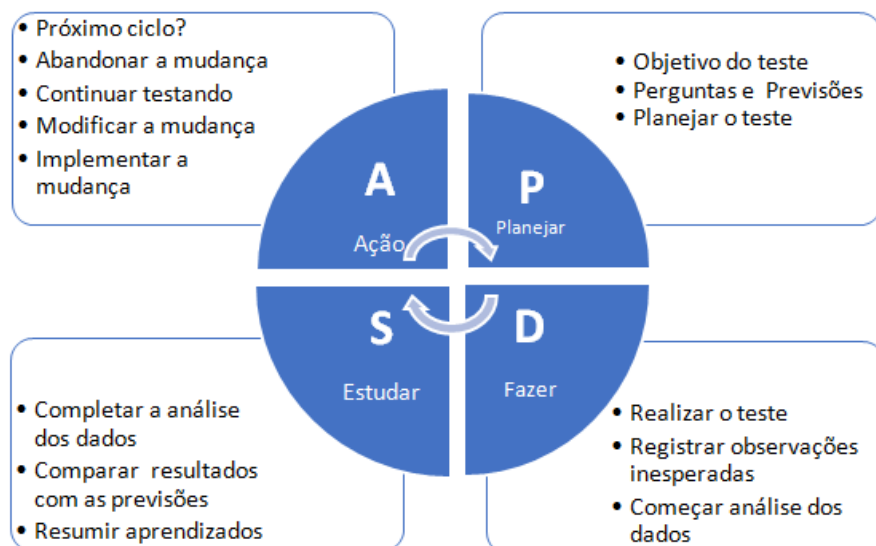 • Próximo ciclo?
• Abandonar a mudança
• Continuar testando
• Modificar a mudança
• Implementar a
mudança
• Objetivo do teste
• Perguntas e Previsões
• Planejar o teste
A
Ação
P
Planejar
S
Estudar
D
Fazer
• Completar a análise
dos dados
• Comparar resultados
com as previsões
• Resumir aprendizados
• Realizar o teste
• Registrar observações
inesperadas
• Começar análise dos
dados